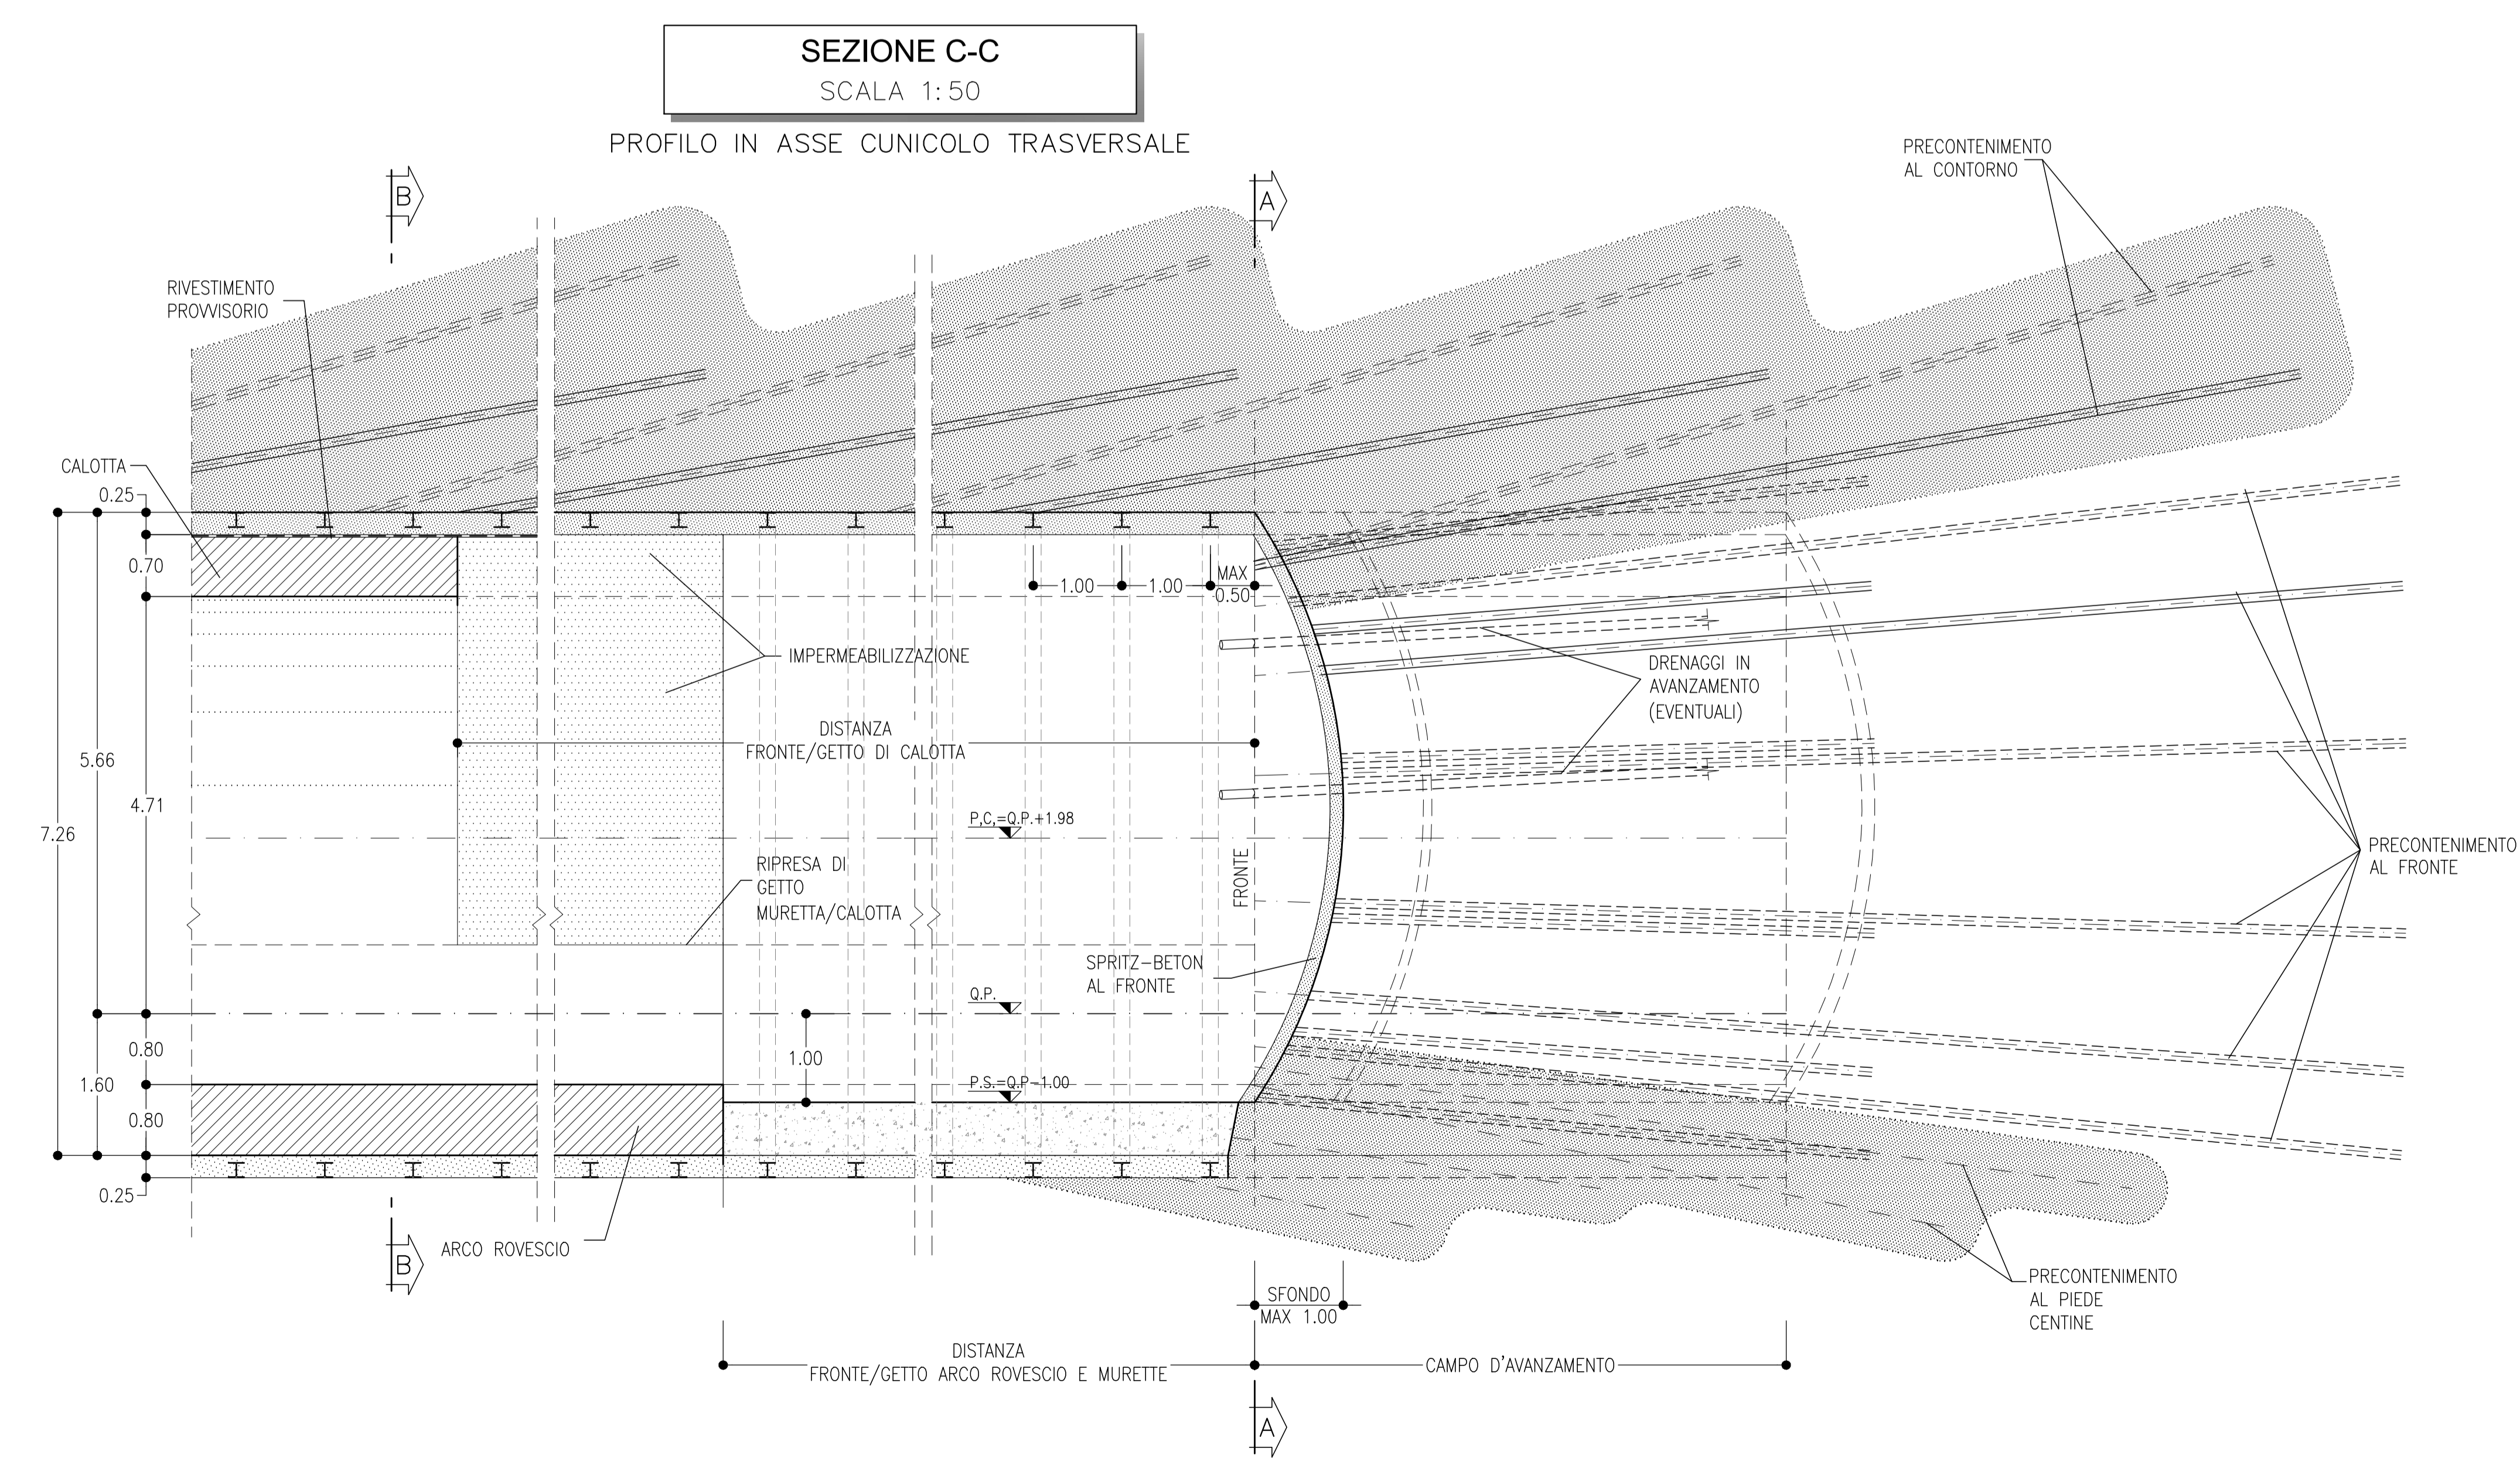 SEZIONE C-C
SCALA 1:50
PROFILO IN ASSE CUNICOLO TRASVERSALE
PRECONTENIMENTO
AL CONTORNO
B
A
RIVESTIMENTO
PROVVISORIO
CALOTTA
0.25
0.70
1.00
1.00
MAX
0.50
IMPERMEABILIZZAZIONE
DRENAGGI IN
AVANZAMENTO
(EVENTUALI)
DISTANZA
FRONTE/GETTO DI CALOTTA
5.66
4.71
7.26
P,C,=Q.P.+1.98
RIPRESA DI
GETTO
MURETTA/CALOTTA
FRONTE
PRECONTENIMENTO
AL FRONTE
SPRITZ-BETON
AL FRONTE
Q.P.
0.80
1.00
1.60
P.S.=Q.P-1.00
0.80
0.25
ARCO ROVESCIO
B
SFONDO
MAX 1.00
PRECONTENIMENTO
AL PIEDE
CENTINE
DISTANZA
FRONTE/GETTO ARCO ROVESCIO E MURETTE
CAMPO D'AVANZAMENTO
A